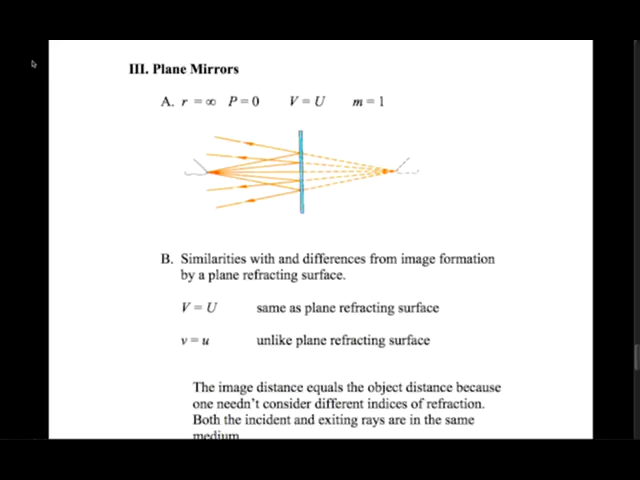 III. Plane Mirrors
A. r = ∞ P = 0 V = U m = 1
B. Similarities with and differences from image formation
by a plane refracting surface.
V = U same as plane refracting surface
v = u unlike plane refracting surface
The image distance equals the object distance because
one needn't consider different indices of refraction.
Both the incident and exiting rays are in the same
medium